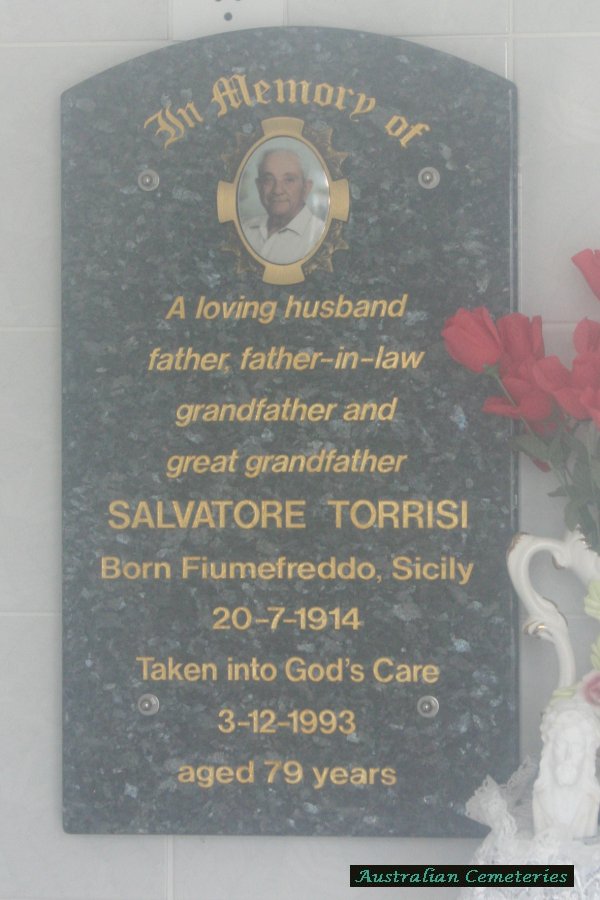 In Memory of
A loving husband
father, father-in-law
grandfather and
great grandfather
SALVATORE TORRISI
Born Fiumefreddo, Sicily
20-7-1914
Taken into God's Care
3-12-1993
aged 79 years
Australian Cemeteries